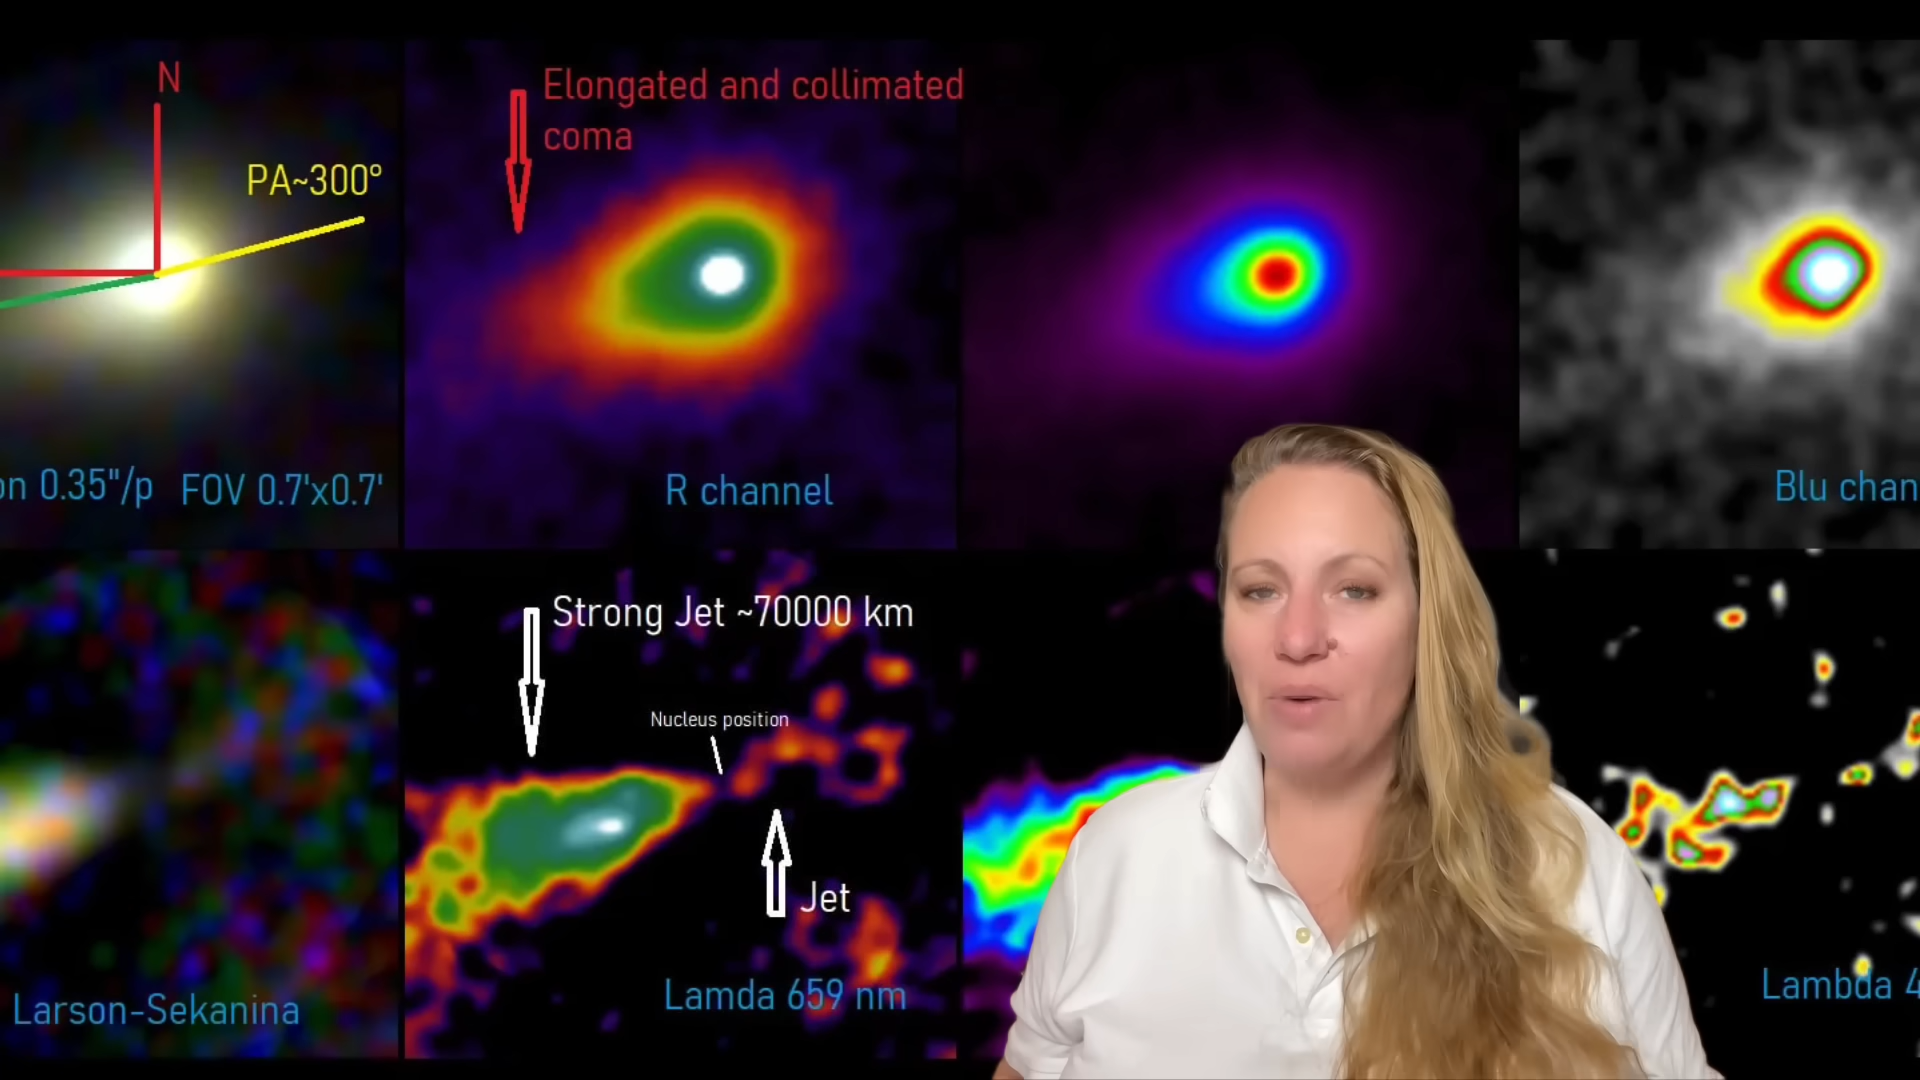 N
Elongated and collimated
coma
PA~300°
on 0.35"/p FOV 0.7'x0.7'
R channel
Blu chan
Strong Jet ~70000 km
Nucleus position
Jet
Larson-Sekanina
Lamda 659 nm
Lambda 4